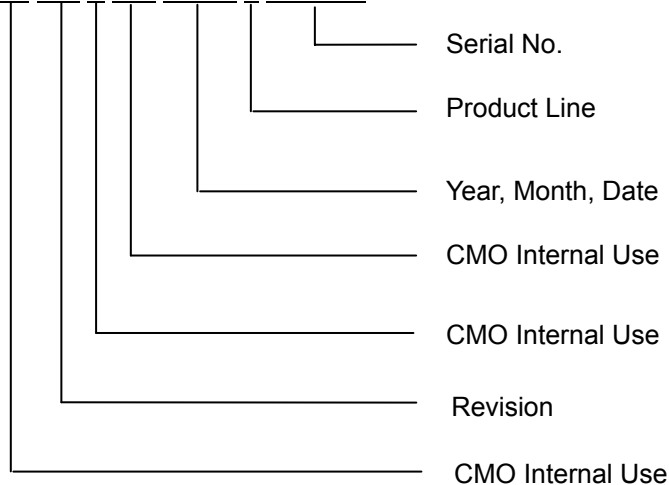 Serial No.
Product Line
Year, Month, Date
CMO Internal Use
CMO Internal Use
Revision
CMO Internal Use